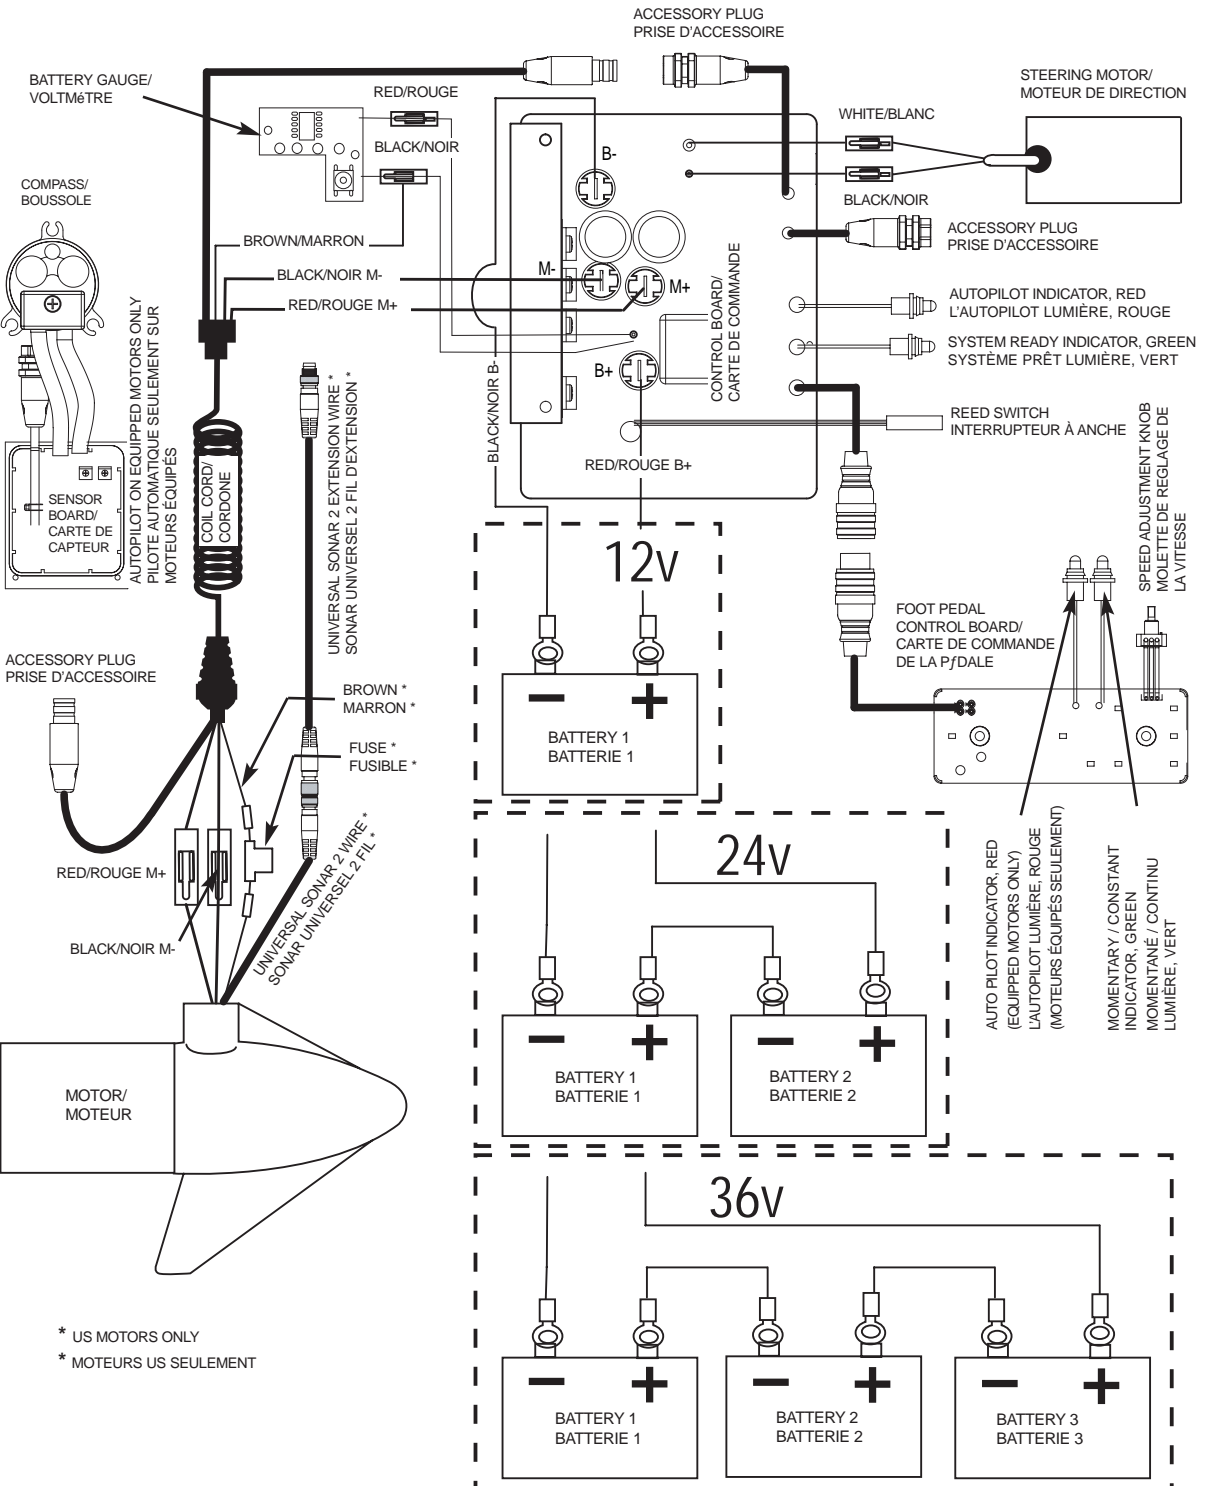 ACCESSORY PLUG
PRISE D'ACCESSOIRE
BATTERY GAUGE/
VOLTMéTRE
RED/ROUGE
BLACK/NOIR
STEERING MOTOR/
MOTEUR DE DIRECTION
WHITE/BLANC
BLACK/NOIR
COMPASS/
BOUSSOLE
B-
ACCESSORY PLUG
PRISE D'ACCESSOIRE
BROWN/MARRON
BLACK/NOIR M-
RED/ROUGE M+
M-
M+
CONTROL BOARD/
CARTE DE COMMANDE
AUTOPILOT INDICATOR, RED
L'AUTOPILOT LUMIÈRE, ROUGE
SYSTEM READY INDICATOR, GREEN
SYSTÈME PRÊT LUMIÈRE, VERT
B+
BLACK/NOIR B-
REED SWITCH
INTERRUPTEUR À ANCHE
RED/ROUGE B+
AUTOPILOT ON EQUIPPED MOTORS ONLY
PILOTE AUTOMATIQUE SEULEMENT SUR
MOTEURS ÉQUIPÉS
SENSOR
BOARD/
CARTE DE
CAPTEUR
COIL CORD/
CORDONE
UNIVERSAL SONAR 2 EXTENSION WIRE *
SONAR UNIVERSEL 2 FIL D'EXTENSION *
SPEED ADJUSTMENT KNOB
MOLETTE DE REGLAGE DE
LA VITESSE
12v
BATTERY 1
BATTERIE 1
FOOT PEDAL
CONTROL BOARD/
CARTE DE COMMANDE
DE LA PƒDALE
ACCESSORY PLUG
PRISE D'ACCESSOIRE
BROWN *
MARRON *
FUSE *
FUSIBLE *
RED/ROUGE M+
BLACK/NOIR M-
UNIVERSAL SONAR 2 WIRE *
SONAR UNIVERSEL 2 FIL *
24v
BATTERY 1
BATTERIE 1
BATTERY 2
BATTERIE 2
AUTO PILOT INDICATOR, RED
(EQUIPPED MOTORS ONLY)
L'AUTOPILOT LUMIÈRE, ROUGE
(MOTEURS ÉQUIPÉS SEULEMENT)
MOMENTARY / CONSTANT
INDICATOR, GREEN
MOMENTANÉ / CONTINU
LUMIÈRE, VERT
MOTOR/
MOTEUR
36v
BATTERY 1
BATTERIE 1
BATTERY 2
BATTERIE 2
BATTERY 3
BATTERIE 3
* US MOTORS ONLY
* MOTEURS US SEULEMENT